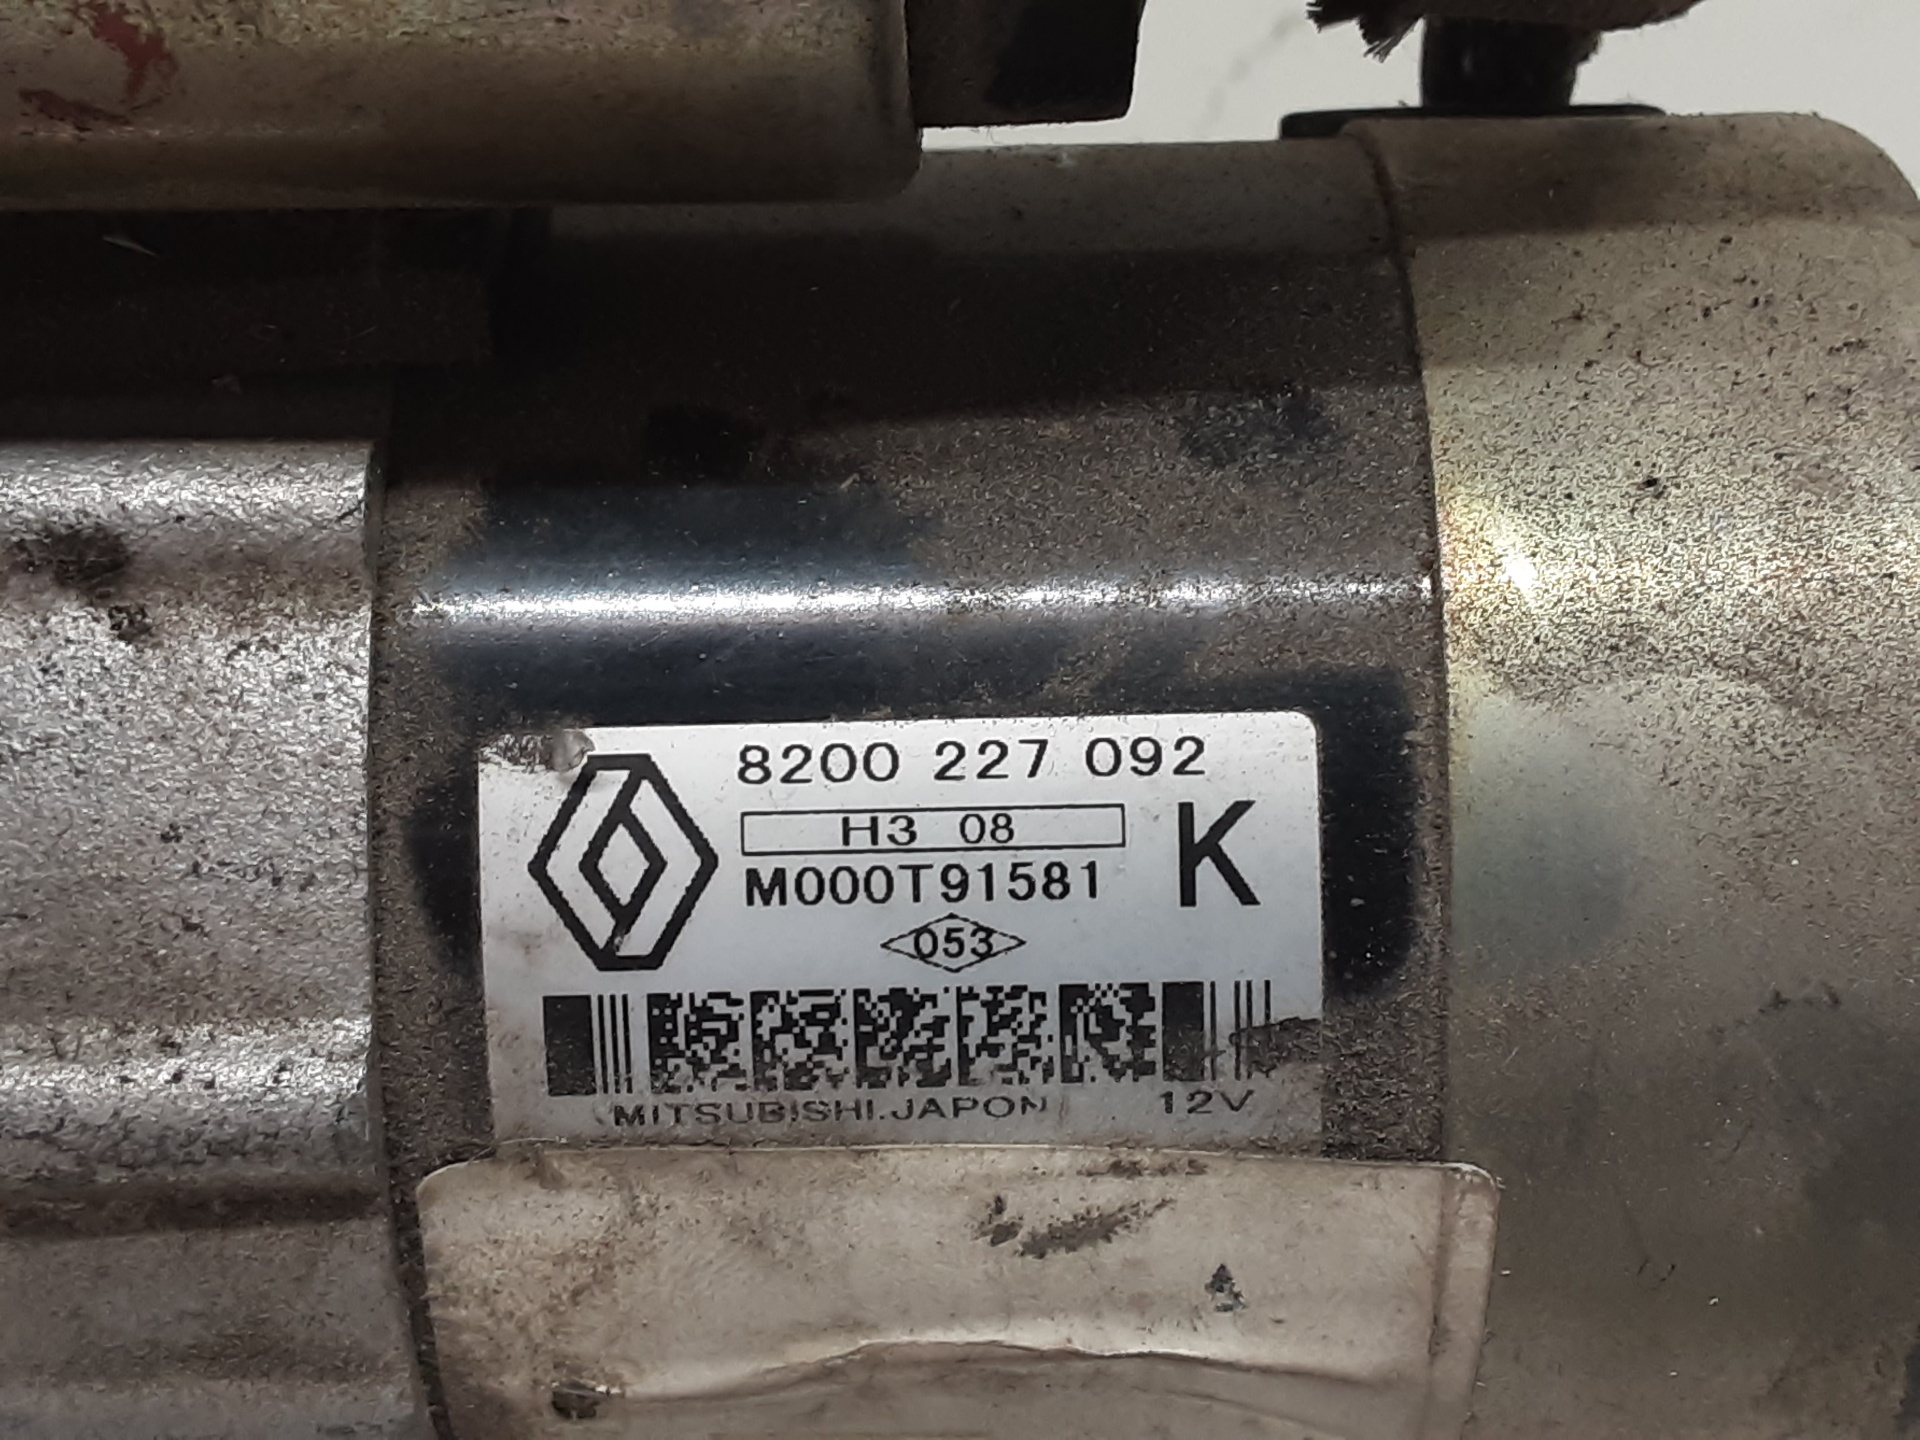 8200 227 092
H3 08
K
M000T91581
053
MITSUBISHI.JAPON 12V